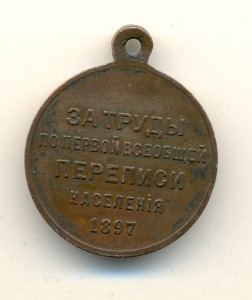 ЗА ТРУДЫ
ПО ПЕРВОЙ ВСЕОБЩЕЙ
ПЕРЕПИСИ
НАСЕЛЕНІЯ
1897